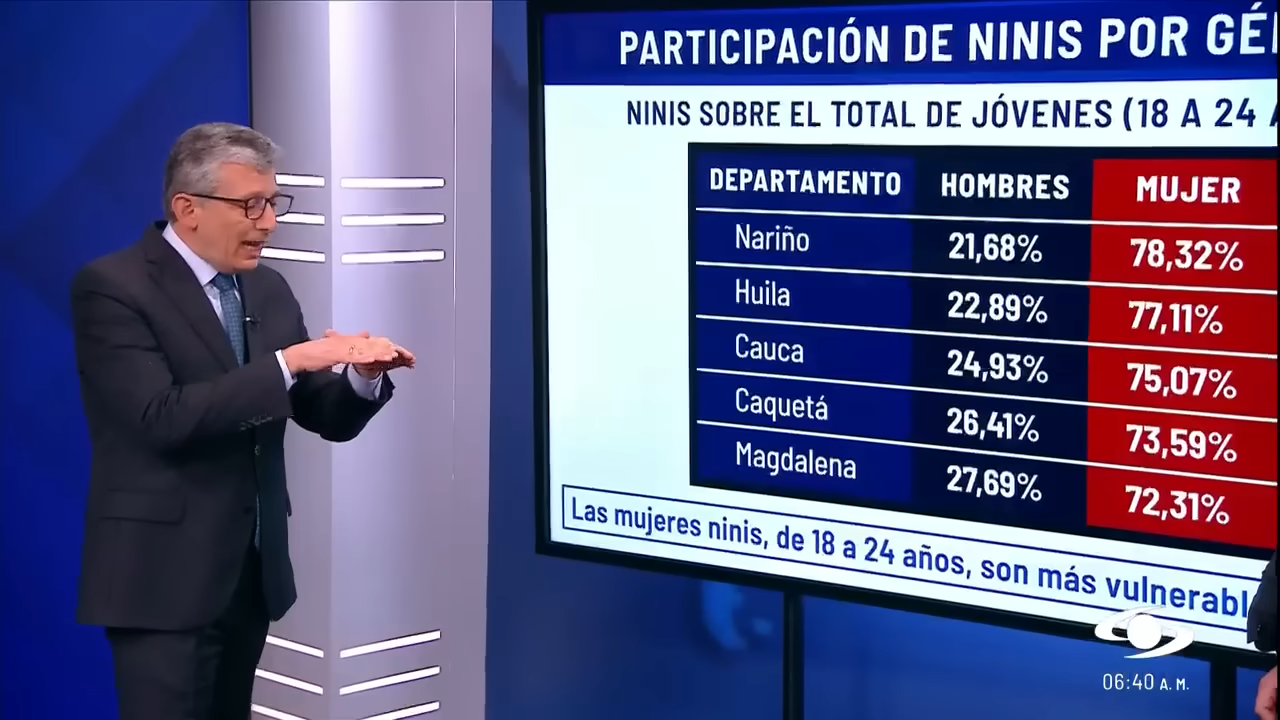 PARTICIPACIÓN DE NINIS POR GÉ
NINIS SOBRE EL TOTAL DE JÓVENES (18 A 24
DEPARTAMENTO HOMBRES MUJER
Nariño 21,68% 78,32%
Huila 22,89% 77,11%
Cauca 24,93% 75,07%
Caquetá 26,41% 73,59%
Magdalena 27,69% 72,31%
Las mujeres ninis, de 18 a 24 años, son más vulnerabl
06:40 A.M.